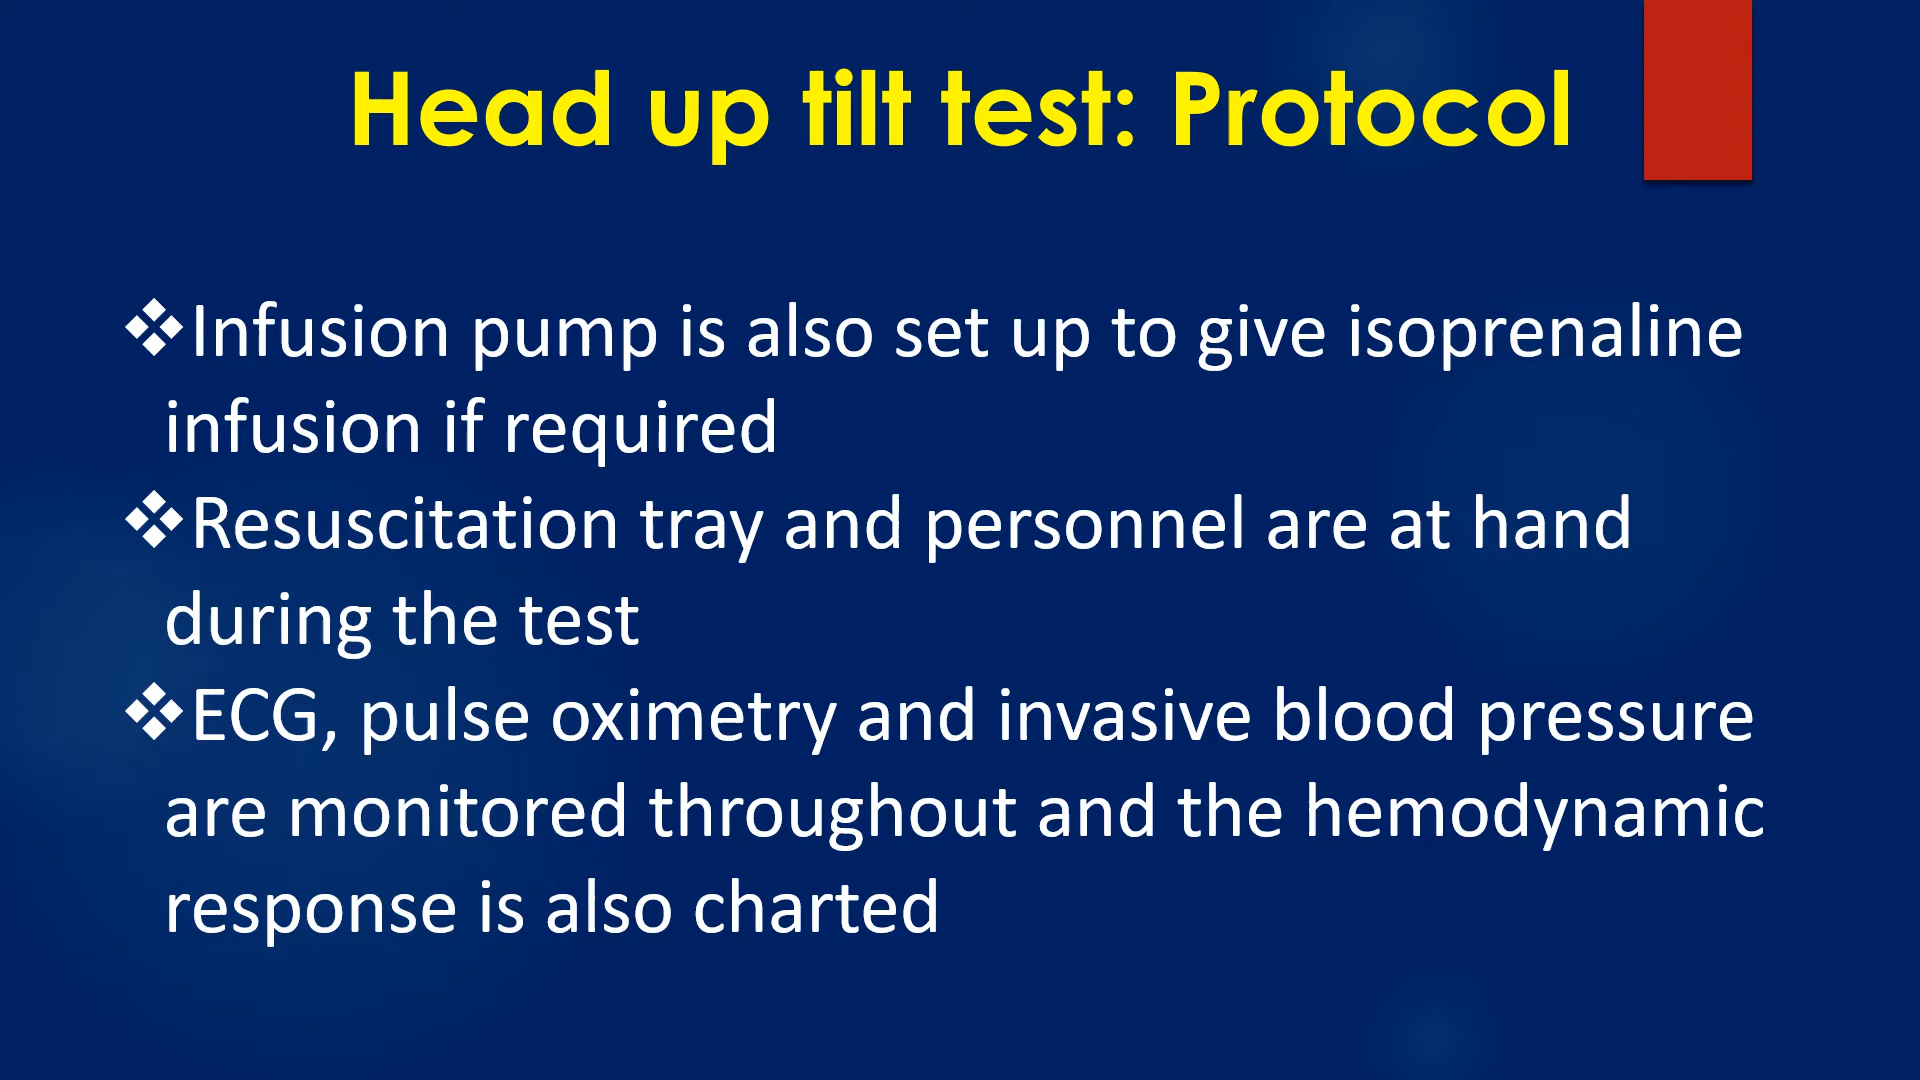 Head up tilt test: Protocol
❖Infusion pump is also set up to give isoprenaline
infusion if required
❖Resuscitation tray and personnel are at hand
during the test
❖ECG, pulse oximetry and invasive blood pressure
are monitored throughout and the hemodynamic
response is also charted